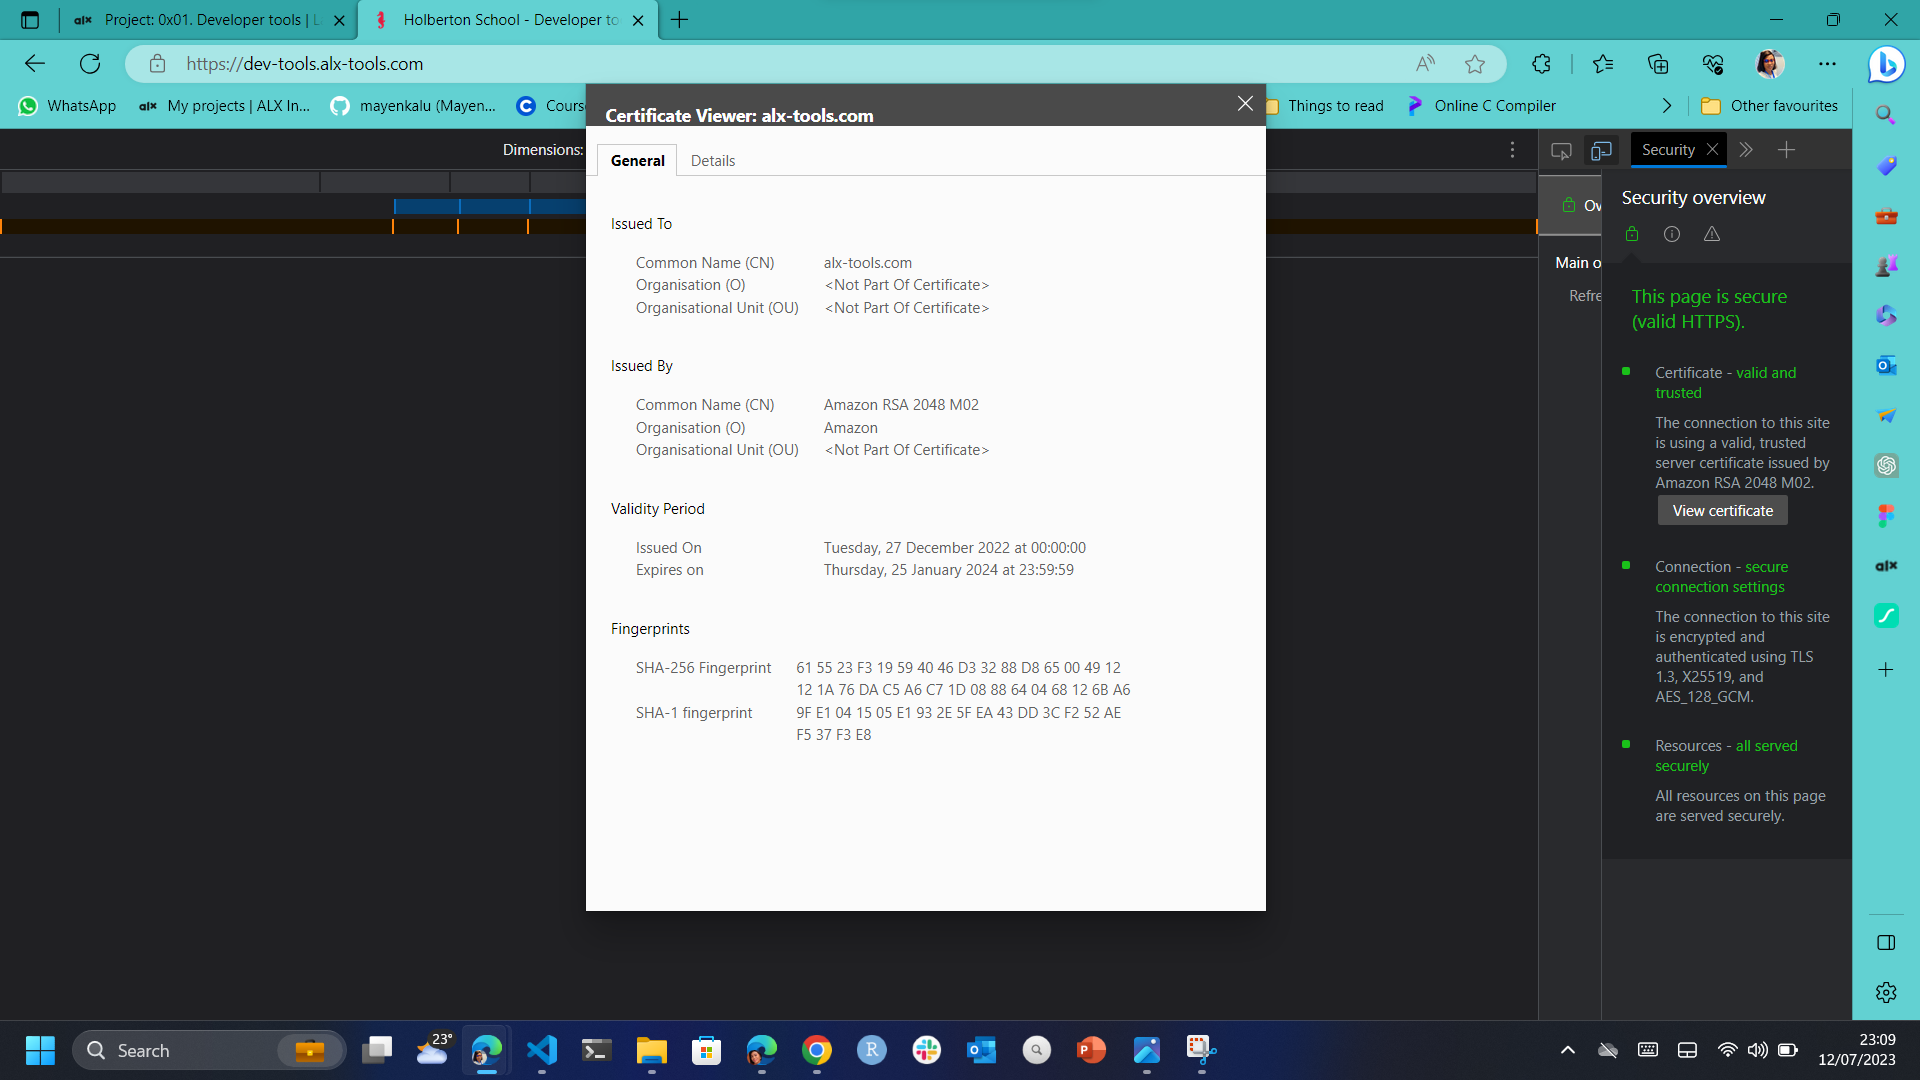 alx Project: 0x01. Developer tools | L
Holberton School - Developer to
https://dev-tools.alx-tools.com
WhatsApp
alx My projects | ALX In...
mayenkalu (Mayen...
Cours
Things to read
Online C Compiler
Other favourites
Certificate Viewer: alx-tools.com
General
Details
Issued To
Common Name (CN) alx-tools.com
Organisation (O) <Not Part Of Certificate>
Organisational Unit (OU) <Not Part Of Certificate>
Issued By
Common Name (CN) Amazon RSA 2048 M02
Organisation (O) Amazon
Organisational Unit (OU) <Not Part Of Certificate>
Validity Period
Issued On Tuesday, 27 December 2022 at 00:00:00
Expires on Thursday, 25 January 2024 at 23:59:59
Fingerprints
SHA-256 Fingerprint 61 55 23 F3 19 59 40 46 D3 32 88 D8 65 00 49 12
12 1A 76 DA C5 A6 C7 1D 08 88 64 04 68 12 6B A6
SHA-1 fingerprint 9F E1 04 15 05 E1 93 2E 5F EA 43 DD 3C F2 52 AE
F5 37 F3 E8
Dimensions:
Security
Ov
Main o
Refre
Security overview
This page is secure
(valid HTTPS).
Certificate - valid and
trusted
The connection to this site
is using a valid, trusted
server certificate issued by
Amazon RSA 2048 M02.
View certificate
Connection - secure
connection settings
The connection to this site
is encrypted and
authenticated using TLS
1.3, X25519, and
AES_128_GCM.
Resources - all served
securely
All resources on this page
are served securely.
alx
Search
23°
23:09
12/07/2023